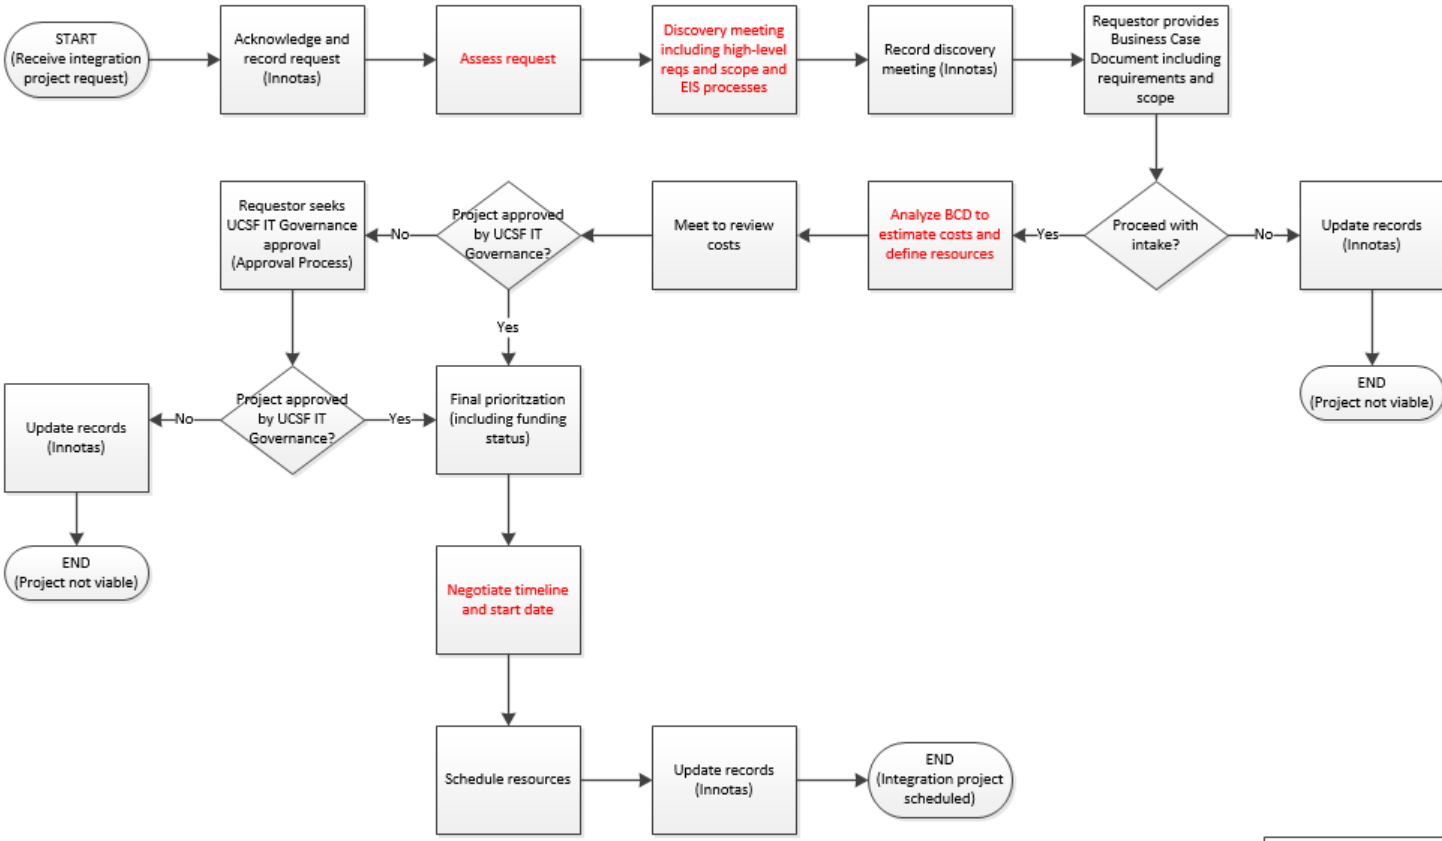 START
(Receive integration
project request)
Acknowledge and
record request
(Innotas)
Assess request
Discovery meeting
including high-level
reqs and scope and
EIS processes
Record discovery
meeting (Innotas)
Requestor provides
Business Case
Document including
requirements and
scope
Requestor seeks
UCSF IT Governance
approval
(Approval Process)
No
Project approved
by UCSF IT
Governance?
Meet to review
costs
Analyze BCD to
estimate costs and
define resources
Yes
Proceed with
intake?
No
Update records
(Innotas)
Yes
Update records
(Innotas)
No
Project approved
by UCSF IT
Governance?
Yes
Final prioritzation
(including funding
status)
END
(Project not viable)
END
(Project not viable)
Negotiate timeline
and start date
Schedule resources
Update records
(Innotas)
END
(Integration project
scheduled)